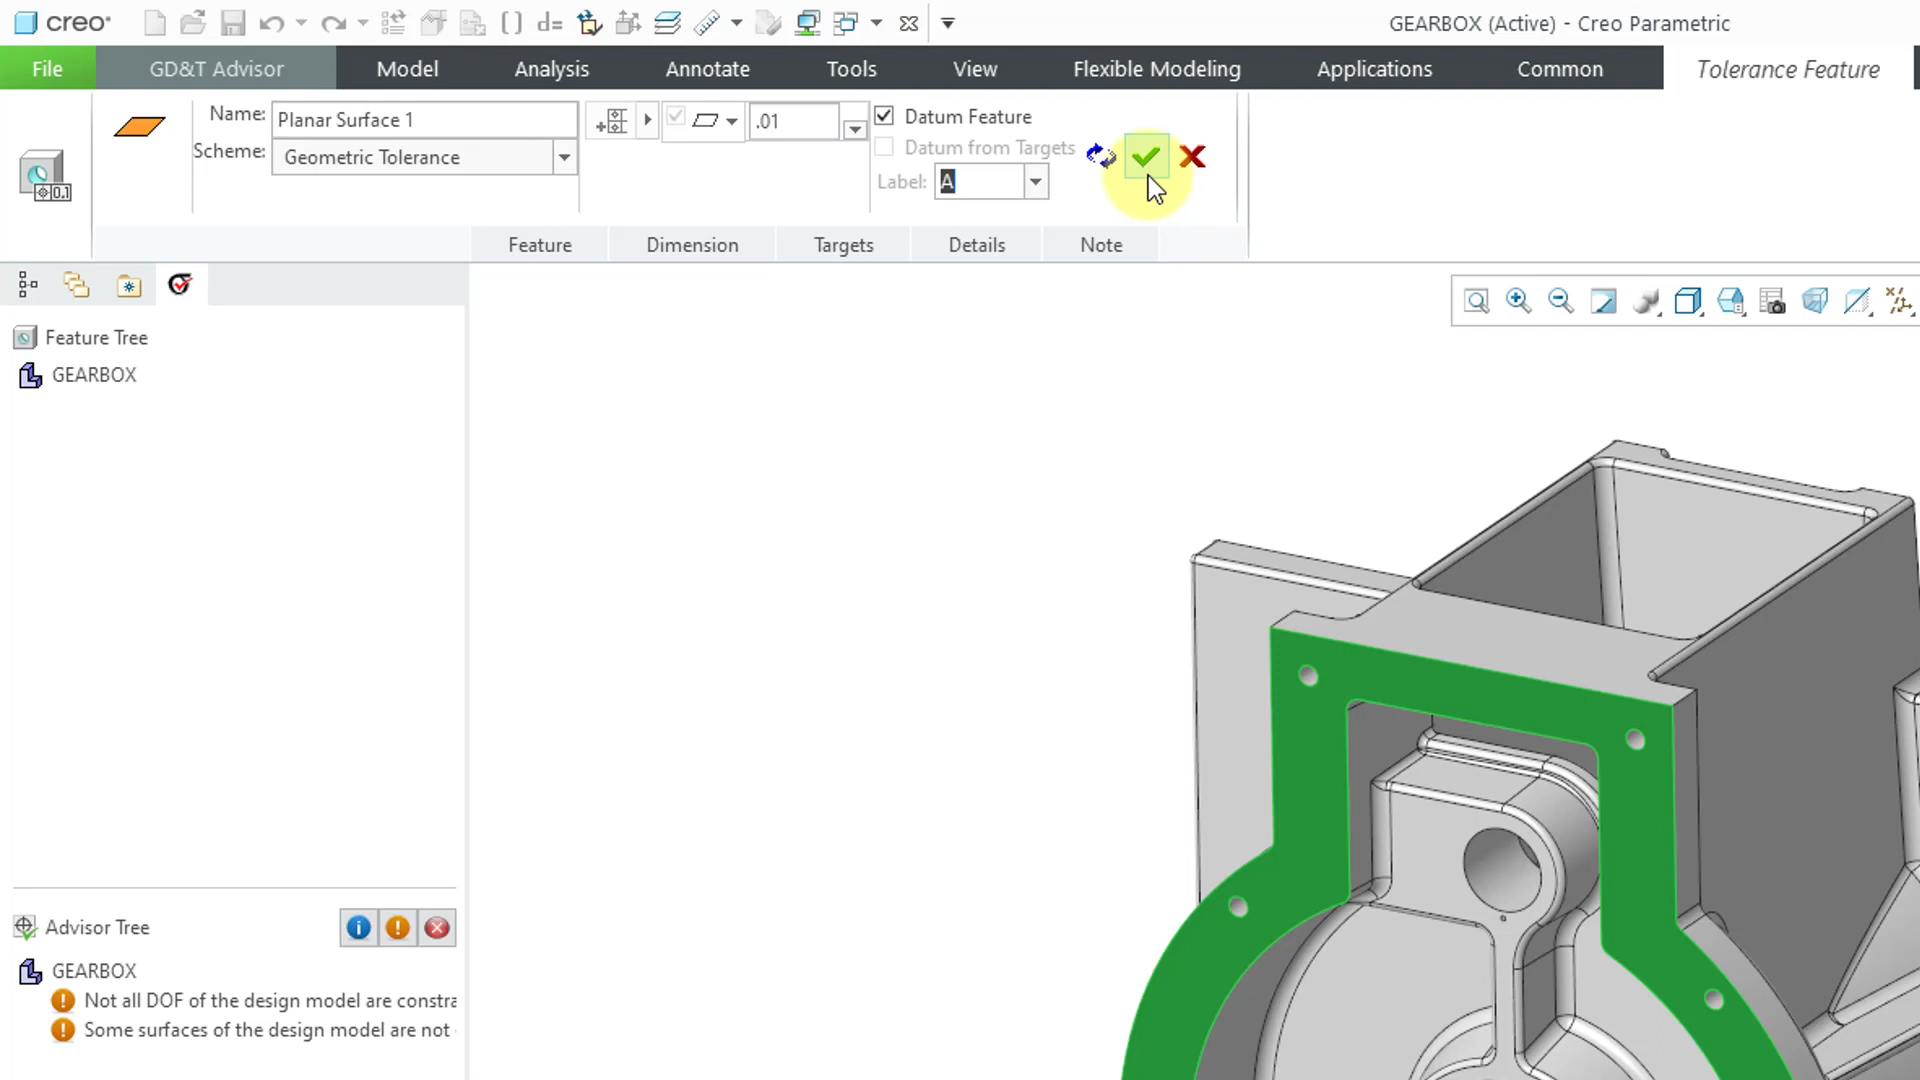 creo
d=
GEARBOX (Active) - Creo Parametric
File
GD&T Advisor
Model
Analysis
Annotate
Tools
View
Flexible Modeling
Applications
Common
Tolerance Feature
0.1
Name:
Planar Surface 1
.01
Datum Feature
Scheme:
Geometric Tolerance
Datum from Targets
Label:
A
Feature
Dimension
Targets
Details
Note
Feature Tree
GEARBOX
Advisor Tree
GEARBOX
Not all DOF of the design model are constra
Some surfaces of the design model are not